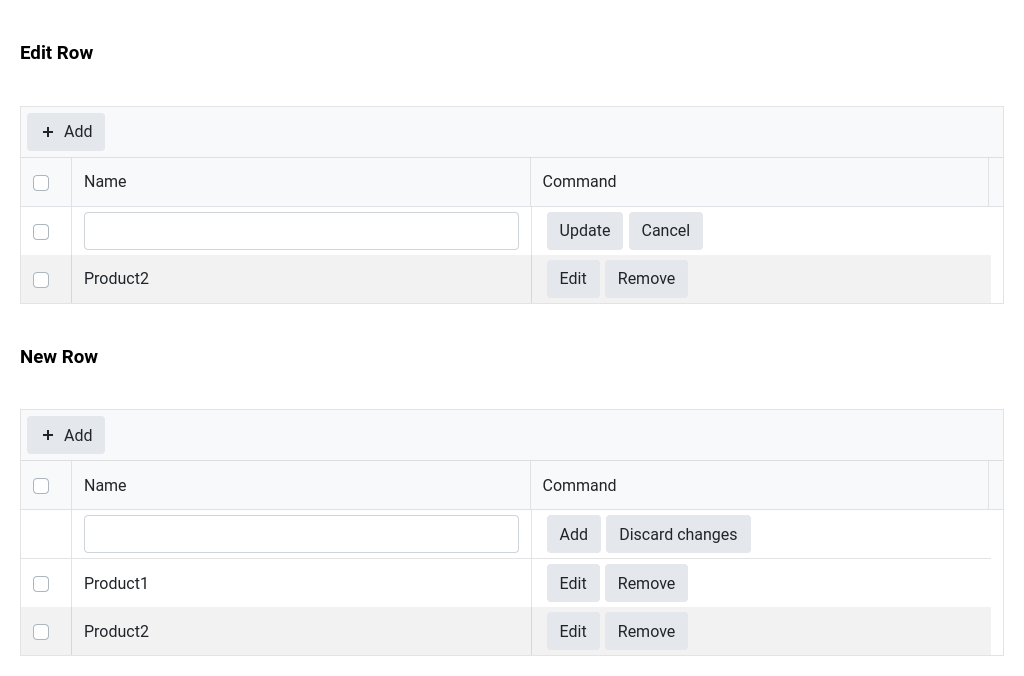 Edit Row
+ Add
Name Command
Update Cancel
Product2 Edit Remove
New Row
+ Add
Name Command
Add Discard changes
Product1 Edit Remove
Product2 Edit Remove